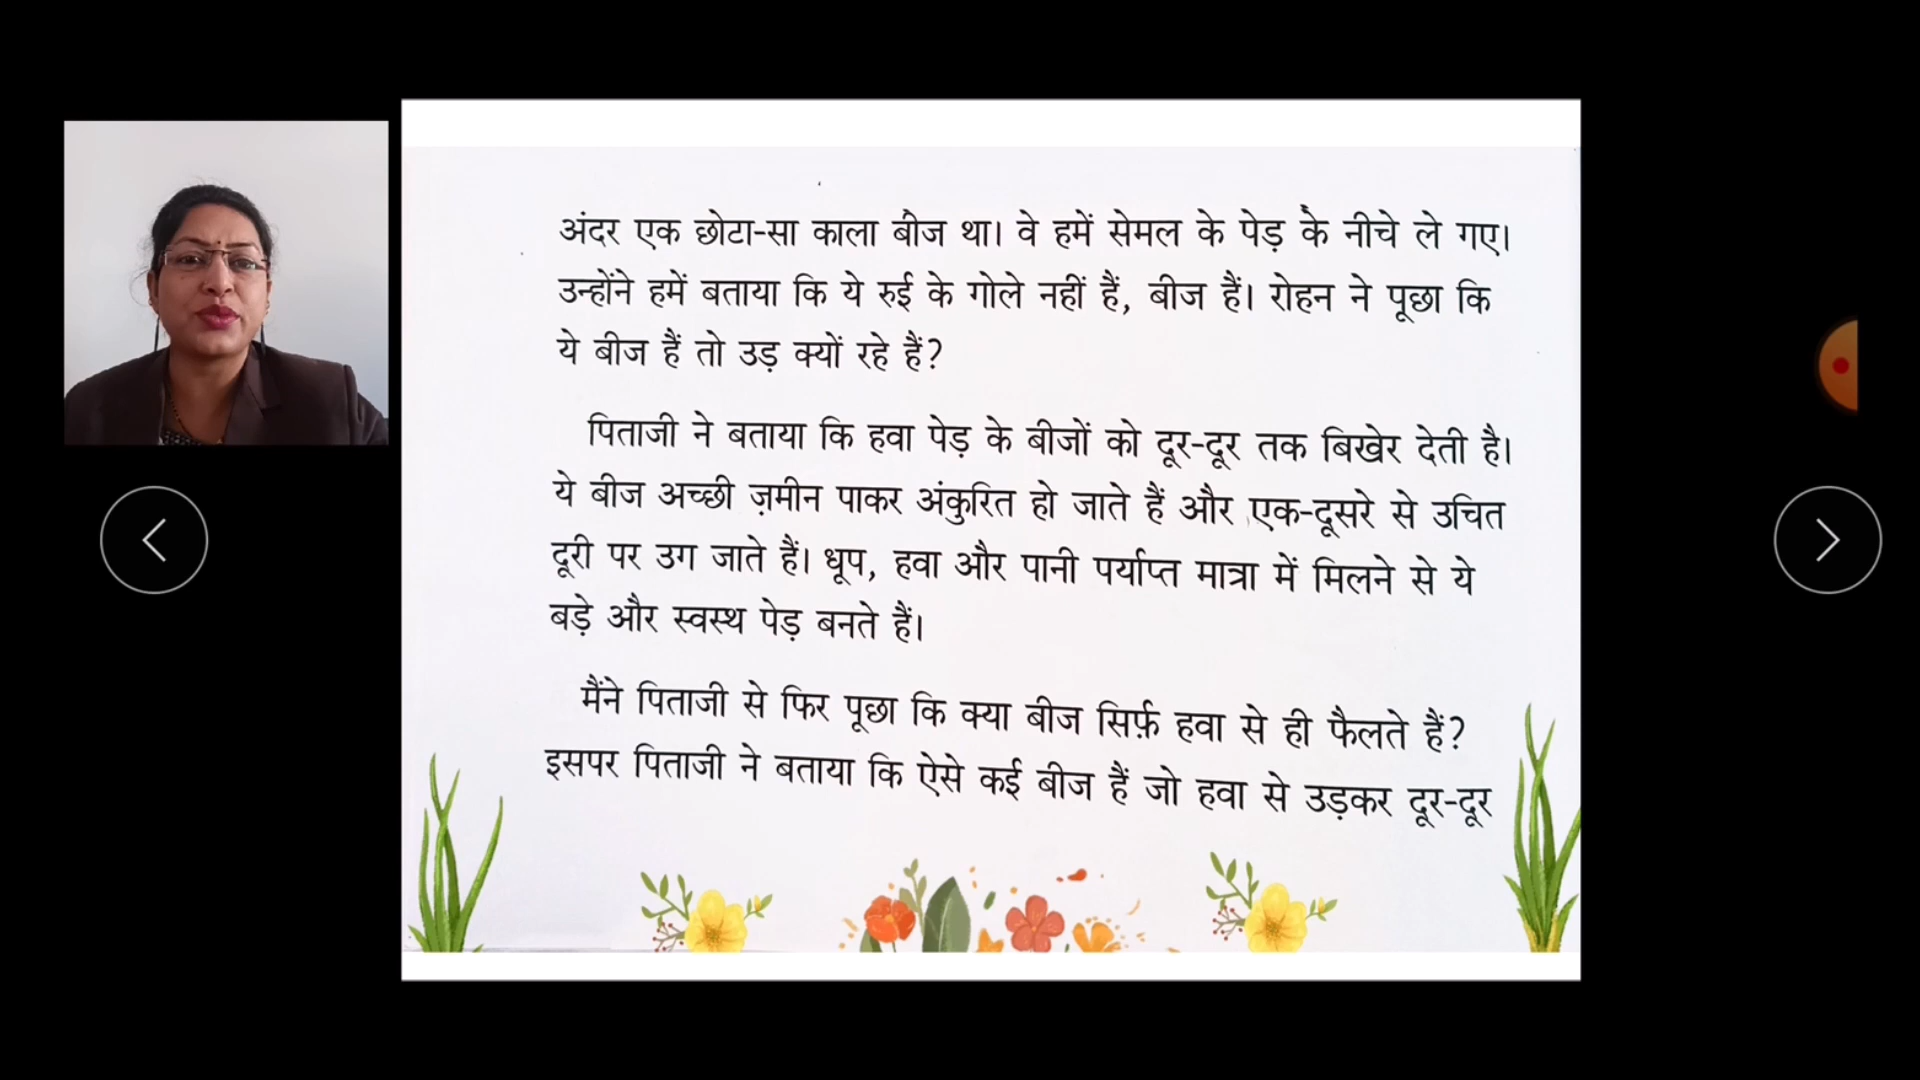 अंदर एक छोटा-सा काला बीज था। वे हमें सेमल के पेड़ के नीचे ले गए।
उन्होंने हमें बताया कि ये रुई के गोले नहीं हैं, बीज हैं। रोहन ने पूछा कि
ये बीज हैं तो उड़ क्यों रहे हैं?
पिताजी ने बताया कि हवा पेड़ के बीजों को दूर-दूर तक बिखेर देती है।
ये बीज अच्छी ज़मीन पाकर अंकुरित हो जाते हैं और एक-दूसरे से उचित
दूरी पर उग जाते हैं। धूप, हवा और पानी पर्याप्त मात्रा में मिलने से ये
बड़े और स्वस्थ पेड़ बनते हैं।
मैंने पिताजी से फिर पूछा कि क्या बीज सिर्फ़ हवा से ही फैलते हैं?
इसपर पिताजी ने बताया कि ऐसे कई बीज हैं जो हवा से उड़कर दूर-दूर